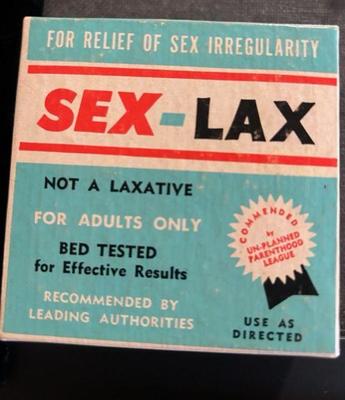 FOR RELIEF OF SEX IRREGULARITY
SEX-LAX
NOT A LAXATIVE
FOR ADULTS ONLY
BED TESTED
for Effective Results
RECOMMENDED BY
LEADING AUTHORITIES
COMMENDED
by
UN-PLANNED
PARENTHOOD
LEAGUE
USE AS
DIRECTED